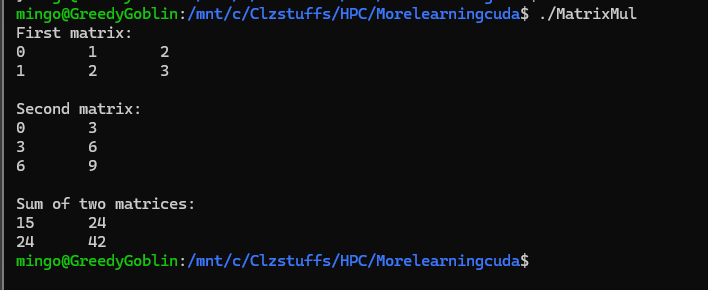 mingo@GreedyGoblin:/mnt/c/Clzstuffs/HPC/Morelearningcuda$ ./MatrixMul
First matrix:
0 1 2
1 2 3
Second matrix:
0 3
3 6
6 9
Sum of two matrices:
15 24
24 42
mingo@GreedyGoblin:/mnt/c/Clzstuffs/HPC/Morelearningcuda$